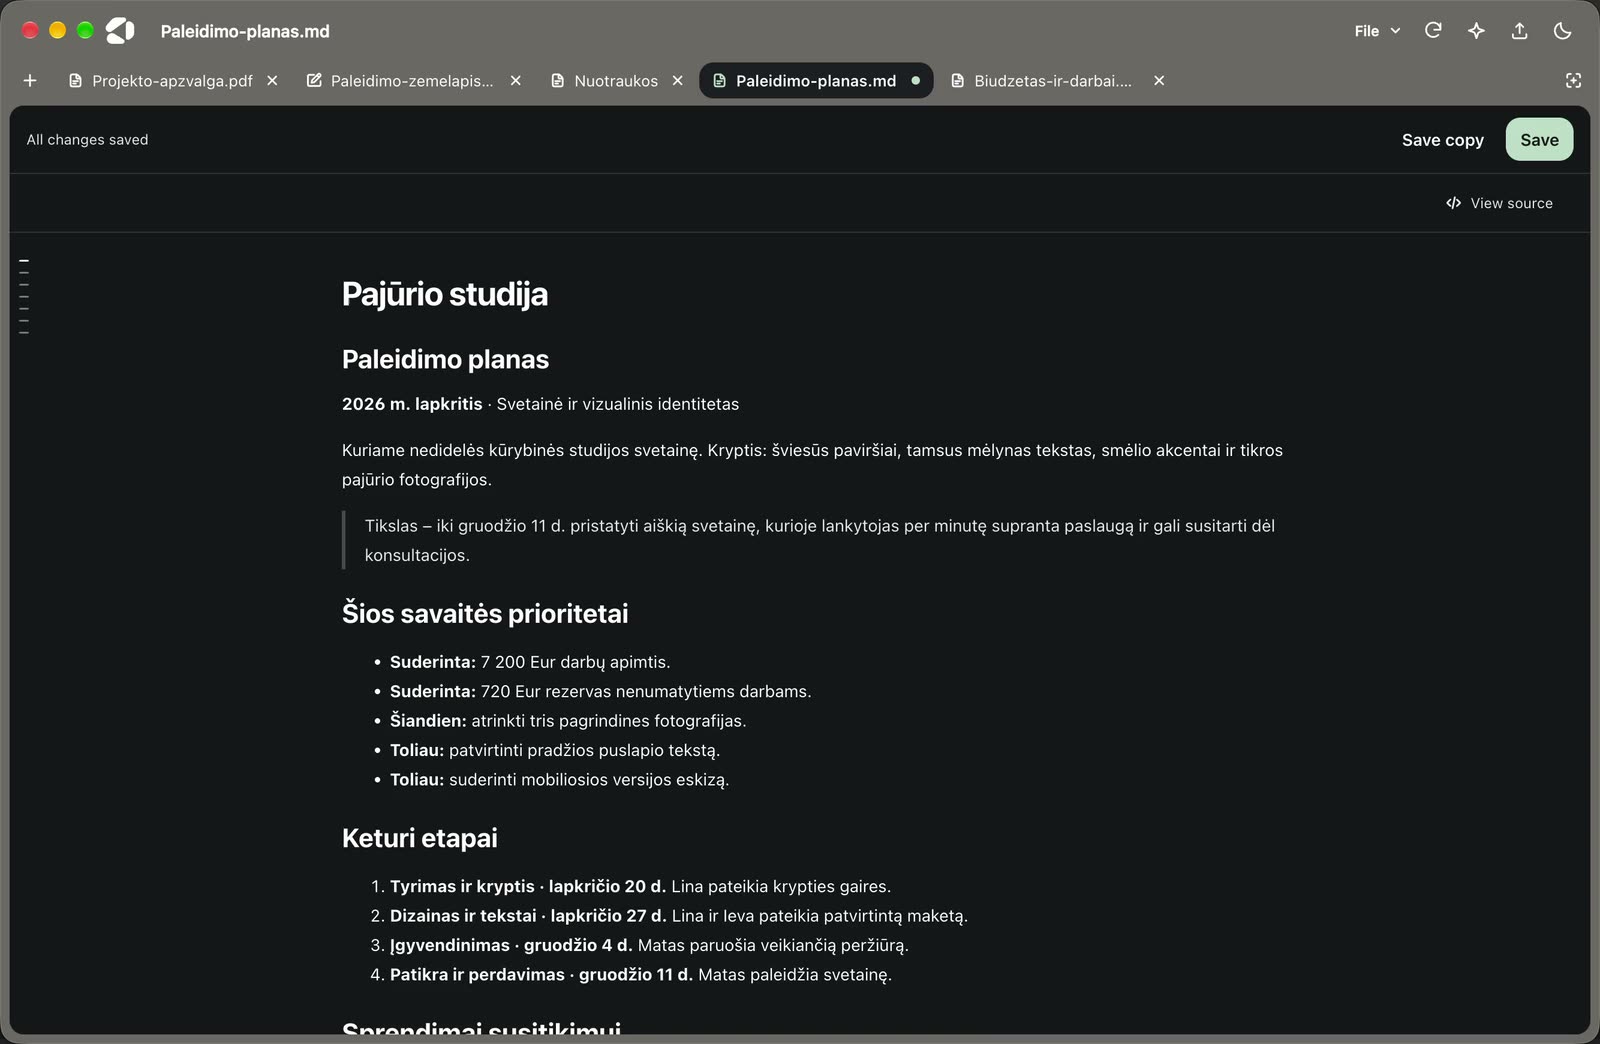 Paleidimo-planas.md
File
Projekto-apzvalga.pdf
Paleidimo-zemelapis...
Nuotraukos
Paleidimo-planas.md
Biudzetas-ir-darbai....
All changes saved
Save copy
Save
View source
Pajūrio studija
Paleidimo planas
2026 m. lapkritis · Svetainė ir vizualinis identitetas
Kuriame nedidelės kūrybinės studijos svetainę. Kryptis: šviesūs paviršiai, tamsus mėlynas tekstas, smėlio akcentai ir tikros
pajūrio fotografijos.
Tikslas – iki gruodžio 11 d. pristatyti aiškią svetainę, kurioje lankytojas per minutę supranta paslaugą ir gali susitarti dėl
konsultacijos.
Šios savaitės prioritetai
• Suderinta: 7 200 Eur darbų apimtis.
• Suderinta: 720 Eur rezervas nenumatytiems darbams.
• Šiandien: atrinkti tris pagrindines fotografijas.
• Toliau: patvirtinti pradžios puslapio tekstą.
• Toliau: suderinti mobiliosios versijos eskizą.
Keturi etapai
1. Tyrimas ir kryptis · lapkričio 20 d. Lina pateikia krypties gaires.
2. Dizainas ir tekstai · lapkričio 27 d. Lina ir Ieva pateikia patvirtintą maketą.
3. Įgyvendinimas · gruodžio 4 d. Matas paruošia veikiančią peržiūrą.
4. Patikra ir perdavimas · gruodžio 11 d. Matas paleidžia svetainę.
Sprendimai susitikimui